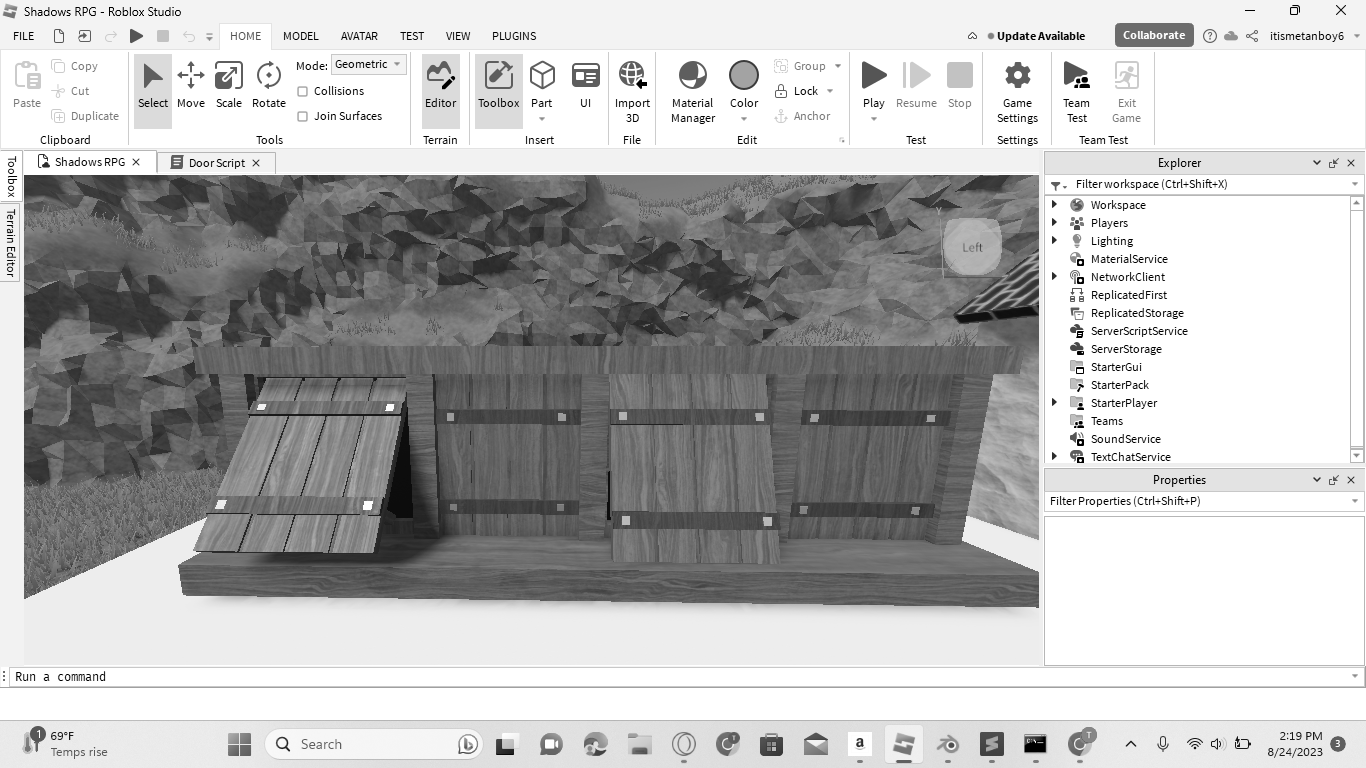 Shadows RPG - Roblox Studio
FILE HOME MODEL AVATAR TEST VIEW PLUGINS Update Available Collaborate itismetanboy6
Paste Copy Cut Duplicate
Clipboard
Select Move Scale Rotate
Mode: Geometric
Collisions
Join Surfaces
Tools
Editor
Terrain
Toolbox Part UI
Insert
Import 3D
File
Material Manager Color Group Lock Anchor
Edit
Play Resume Stop
Test
Game Settings
Settings
Team Test Exit Game
Team Test
Shadows RPG
Door Script
Toolbox
Terrain Editor
Left
Y
Explorer
Filter workspace (Ctrl+Shift+X)
Workspace
Players
Lighting
MaterialService
NetworkClient
ReplicatedFirst
ReplicatedStorage
ServerScriptService
ServerStorage
StarterGui
StarterPack
StarterPlayer
Teams
SoundService
TextChatService
Properties
Filter Properties (Ctrl+Shift+P)
Run a command
1
69°F
Temps rise
Search
1
a
T
2:19 PM
8/24/2023
3